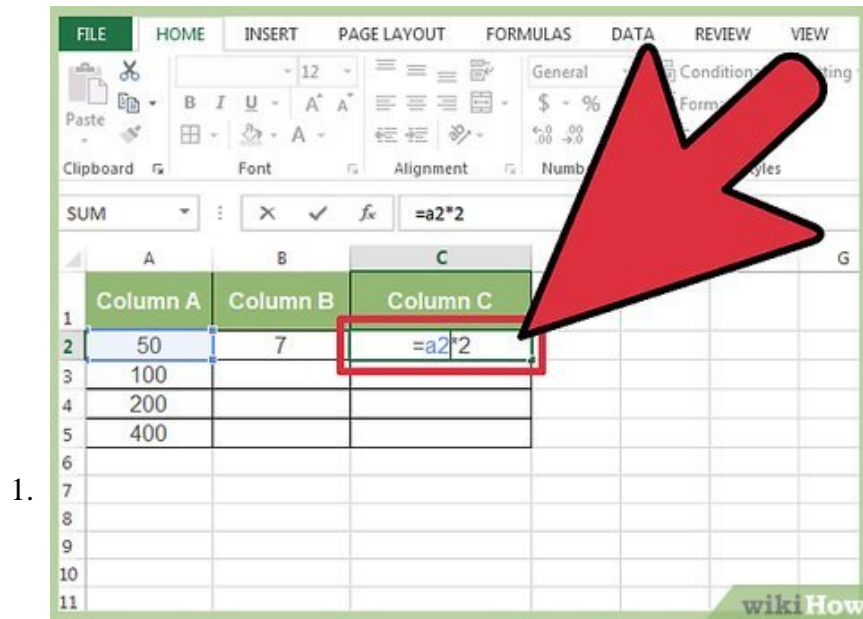 FILE HOME INSERT PAGE LAYOUT FORMULAS DATA REVIEW VIEW
12 General
Paste B I U A A $ %
A .00
Clipboard Font Alignment
SUM fx =a2*2
A B C G
1 Column A Column B Column C
2 50 7 =a2*2
3 100
4 200
5 400
6
1.
7
8
9
10
11
wikiHow